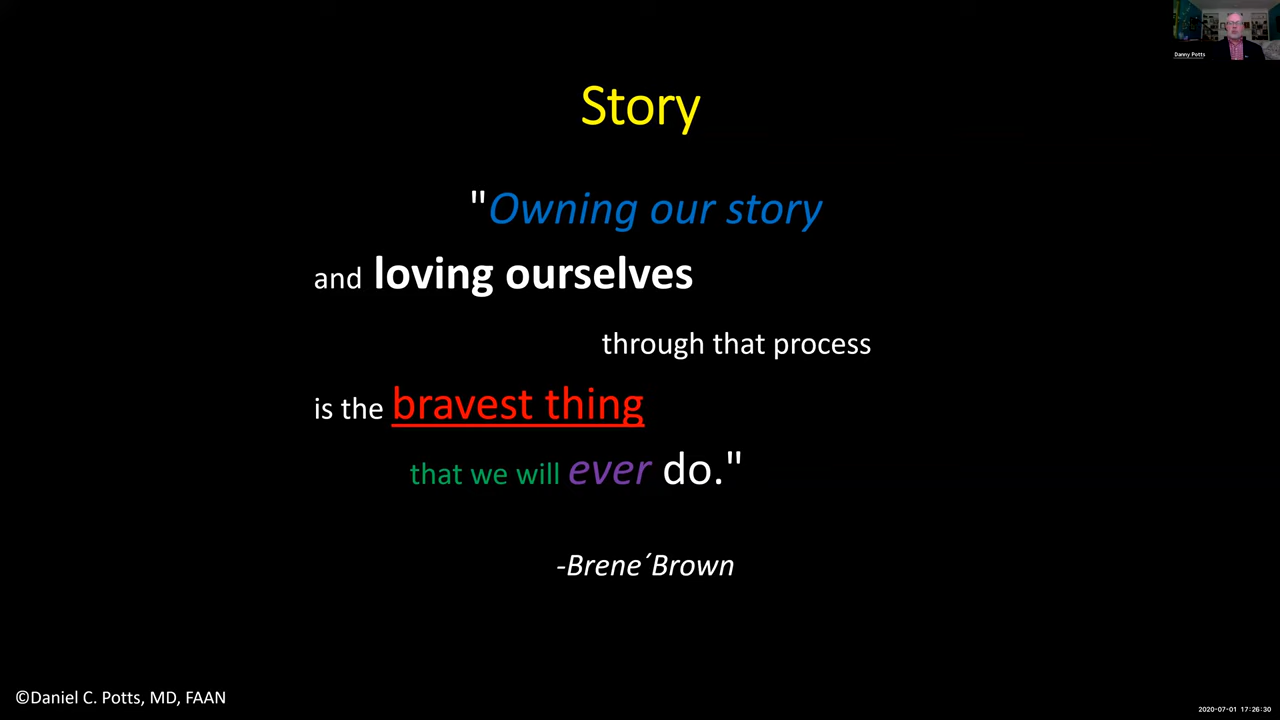 Danny Potts
Story
"Owning our story
and loving ourselves
through that process
is the bravest thing
that we will ever do."
-Brene´Brown
©Daniel C. Potts, MD, FAAN
2020-07-01 17:26:30